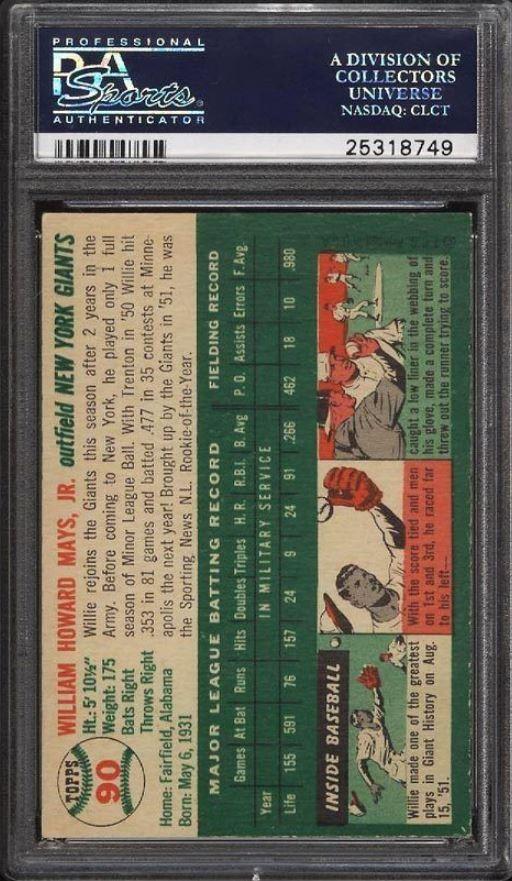 PROFESSIONAL
PSA
Sports
AUTHENTICATOR
A DIVISION OF
COLLECTORS
UNIVERSE
NASDAQ: CLCT
25318749
TOPPS
90
WILLIAM HOWARD MAYS, JR. outfield NEW YORK GIANTS
Ht.: 5' 10½"
Weight: 175
Bats Right
Throws Right
Home: Fairfield, Alabama
Born: May 6, 1931
Willie rejoins the Giants this season after 2 years in the
Army. Before coming to New York, he played only 1 full
season of Minor League Ball. With Trenton in '50 Willie hit
.353 in 81 games and batted .477 in 35 contests at Minne-
apolis the next year! Brought up by the Giants in '51, he was
the Sporting News N.L. Rookie-of-the-Year.
MAJOR LEAGUE BATTING RECORD FIELDING RECORD
Games At Bat Runs Hits Doubles Triples H.R. R.B.I. B.Avg P.O. Assists Errors F.Avg.
Year IN MILITARY SERVICE
Life 155 591 76 157 24 9 24 91 .266 462 18 10 .980
INSIDE BASEBALL
Willie made one of the greatest
plays in Giant History on Aug.
15, '51.
With the score tied and men
on 1st and 3rd, he raced far
to his left—
caught a low liner in the webbing of
his glove, made a complete turn and
threw out the runner trying to score.